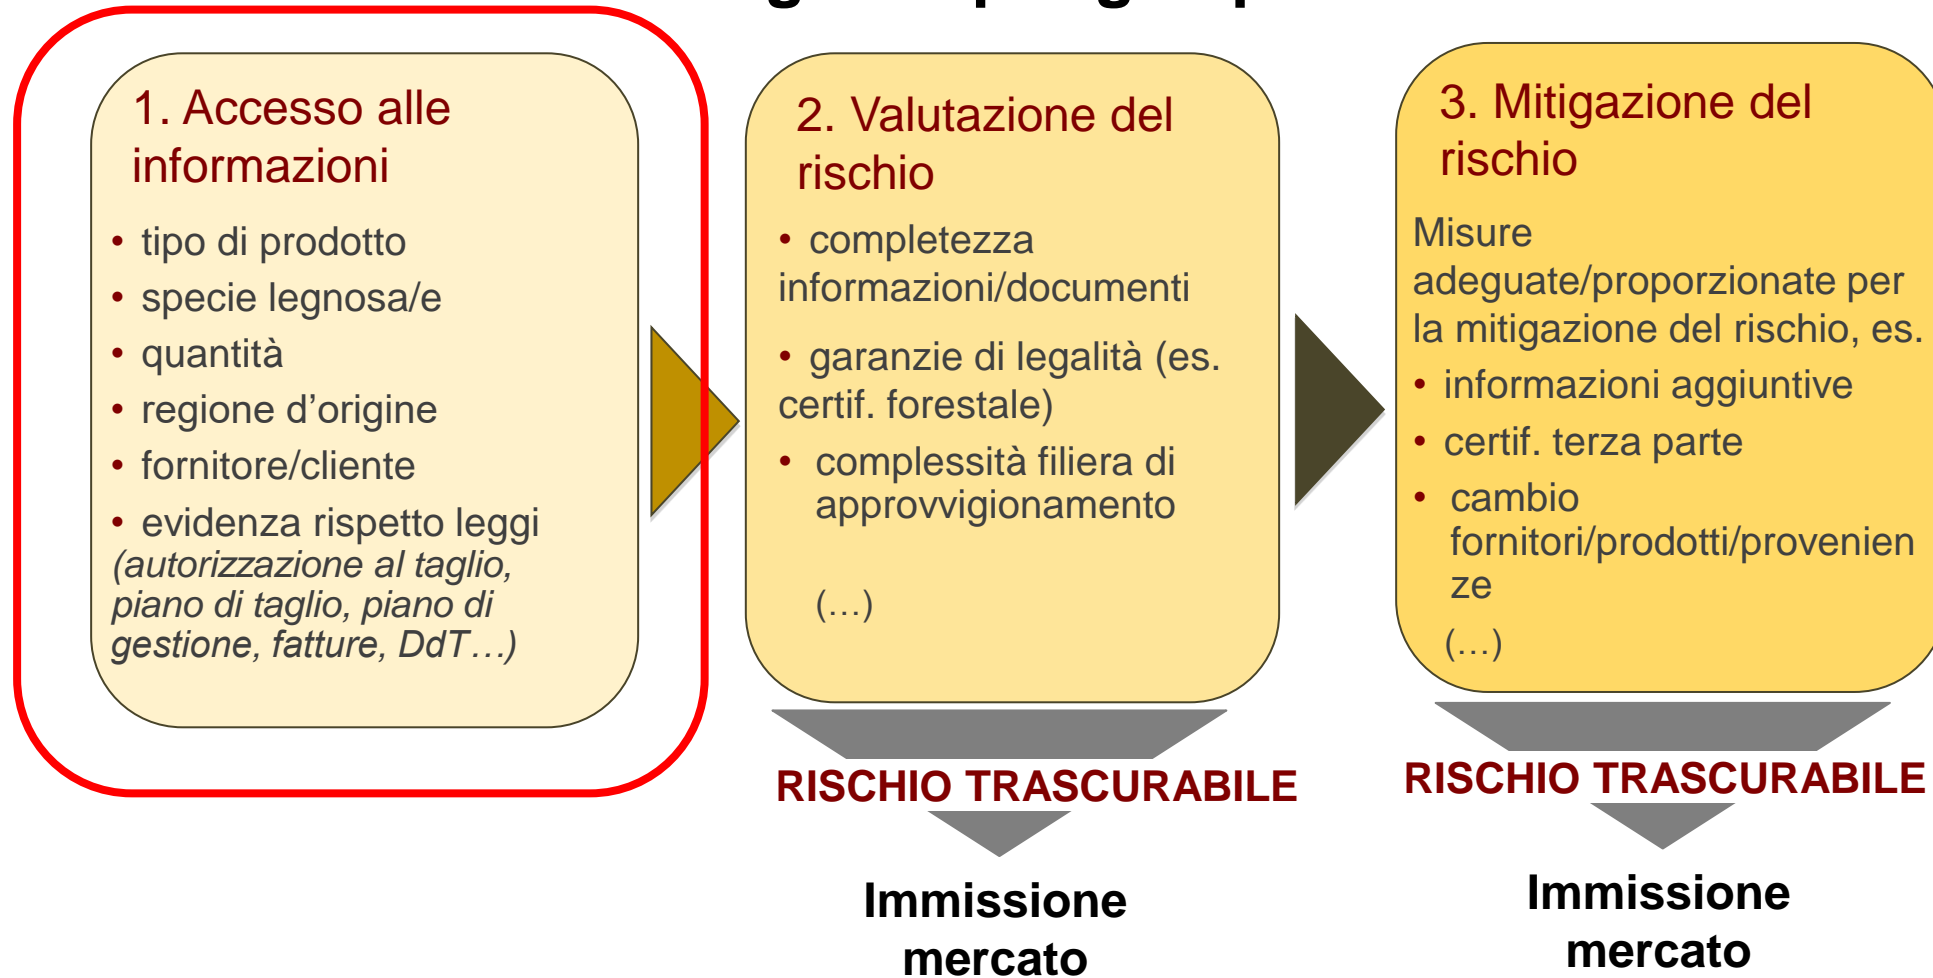 1. Accesso alle
informazioni
• tipo di prodotto
• specie legnosa/e
• quantità
• regione d’origine
• fornitore/cliente
• evidenza rispetto leggi
(autorizzazione al taglio,
piano di taglio, piano di
gestione, fatture, DdT…)
2. Valutazione del
rischio
• completezza
informazioni/documenti
• garanzie di legalità (es.
certif. forestale)
• complessità filiera di
approvvigionamento
(…)
RISCHIO TRASCURABILE
Immissione
mercato
3. Mitigazione del
rischio
Misure
adeguate/proporzionate per
la mitigazione del rischio, es.
• informazioni aggiuntive
• certif. terza parte
• cambio
fornitori/prodotti/provenien
ze
(…)
RISCHIO TRASCURABILE
Immissione
mercato